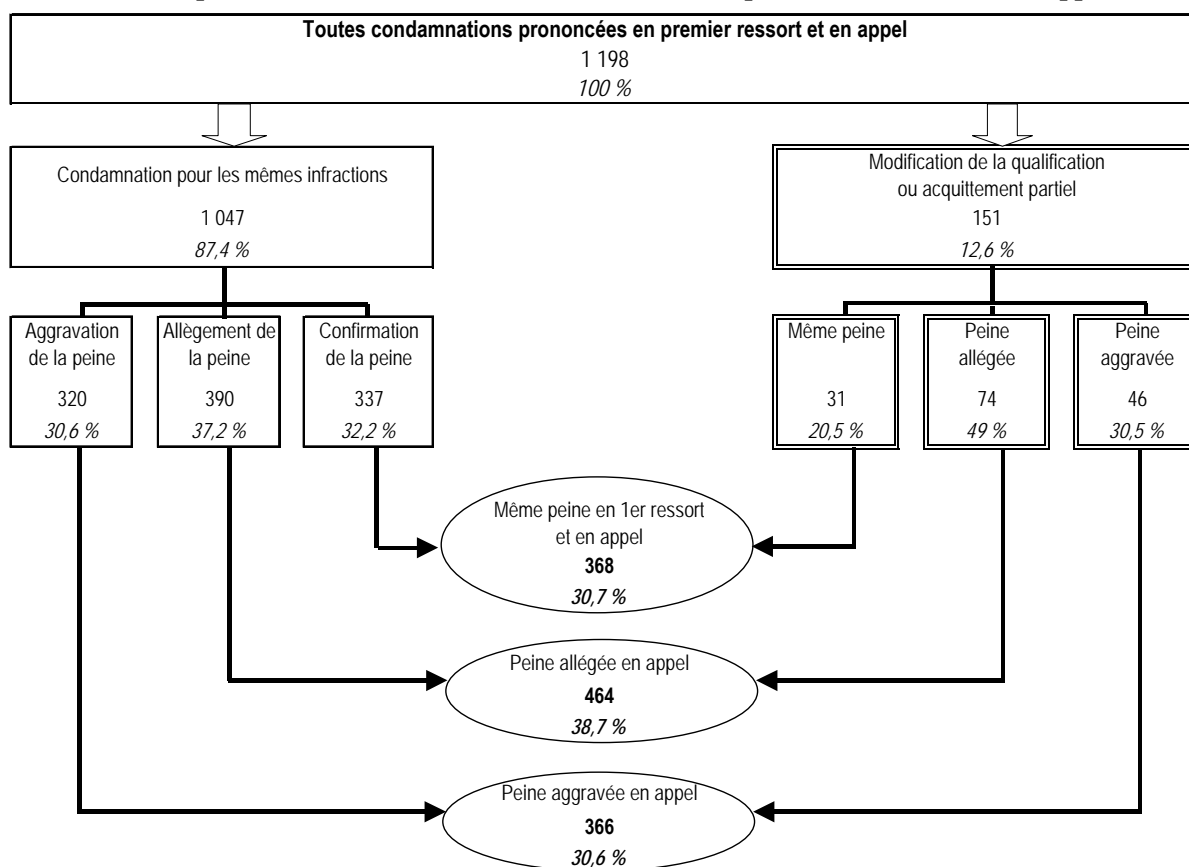 Toutes condamnations prononcées en premier ressort et en appel
1 198
100 %
Condamnation pour les mêmes infractions
1 047
87,4 %
Modification de la qualification
ou acquittement partiel
151
12,6 %
Aggravation
de la peine
320
30,6 %
Allègement de
la peine
390
37,2 %
Confirmation
de la peine
337
32,2 %
Même peine
31
20,5 %
Peine
allégée
74
49 %
Peine
aggravée
46
30,5 %
Même peine en 1er ressort
et en appel
368
30,7 %
Peine allégée en appel
464
38,7 %
Peine aggravée en appel
366
30,6 %